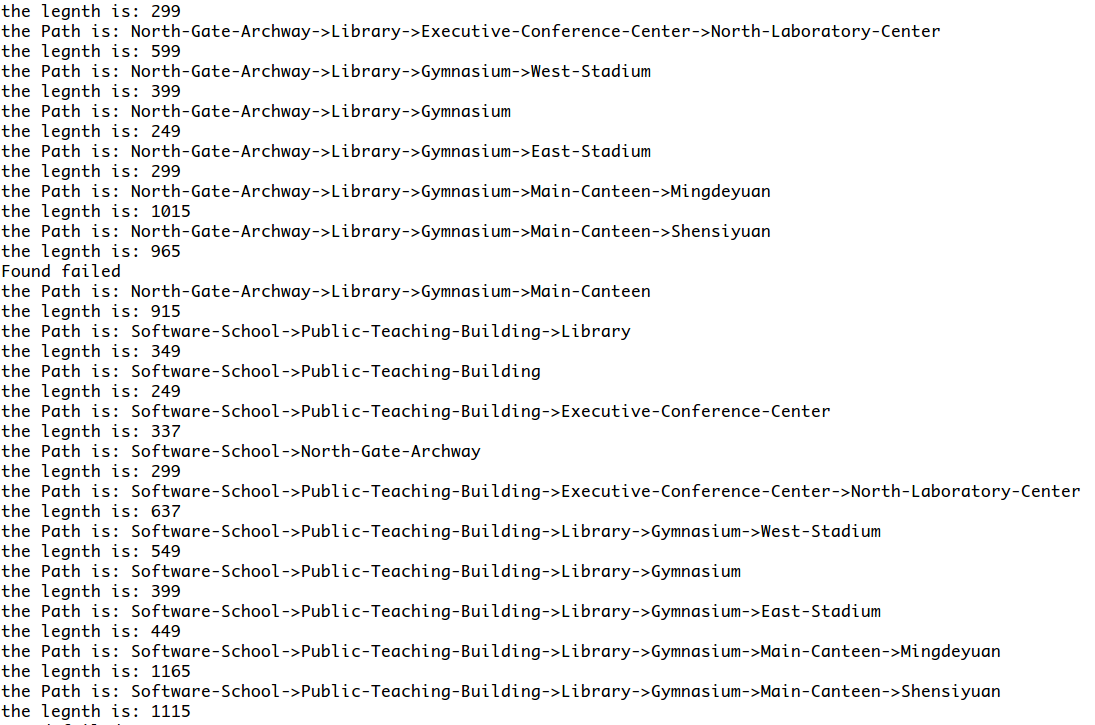 the legnth is: 299
the Path is: North-Gate-Archway->Library->Executive-Conference-Center->North-Laboratory-Center
the legnth is: 599
the Path is: North-Gate-Archway->Library->Gymnasium->West-Stadium
the legnth is: 399
the Path is: North-Gate-Archway->Library->Gymnasium
the legnth is: 249
the Path is: North-Gate-Archway->Library->Gymnasium->East-Stadium
the legnth is: 299
the Path is: North-Gate-Archway->Library->Gymnasium->Main-Canteen->Mingdeyuan
the legnth is: 1015
the Path is: North-Gate-Archway->Library->Gymnasium->Main-Canteen->Shensiyuan
the legnth is: 965
Found failed
the Path is: North-Gate-Archway->Library->Gymnasium->Main-Canteen
the legnth is: 915
the Path is: Software-School->Public-Teaching-Building->Library
the legnth is: 349
the Path is: Software-School->Public-Teaching-Building
the legnth is: 249
the Path is: Software-School->Public-Teaching-Building->Executive-Conference-Center
the legnth is: 337
the Path is: Software-School->North-Gate-Archway
the legnth is: 299
the Path is: Software-School->Public-Teaching-Building->Executive-Conference-Center->North-Laboratory-Center
the legnth is: 637
the Path is: Software-School->Public-Teaching-Building->Library->Gymnasium->West-Stadium
the legnth is: 549
the Path is: Software-School->Public-Teaching-Building->Library->Gymnasium
the legnth is: 399
the Path is: Software-School->Public-Teaching-Building->Library->Gymnasium->East-Stadium
the legnth is: 449
the Path is: Software-School->Public-Teaching-Building->Library->Gymnasium->Main-Canteen->Mingdeyuan
the legnth is: 1165
the Path is: Software-School->Public-Teaching-Building->Library->Gymnasium->Main-Canteen->Shensiyuan
the legnth is: 1115